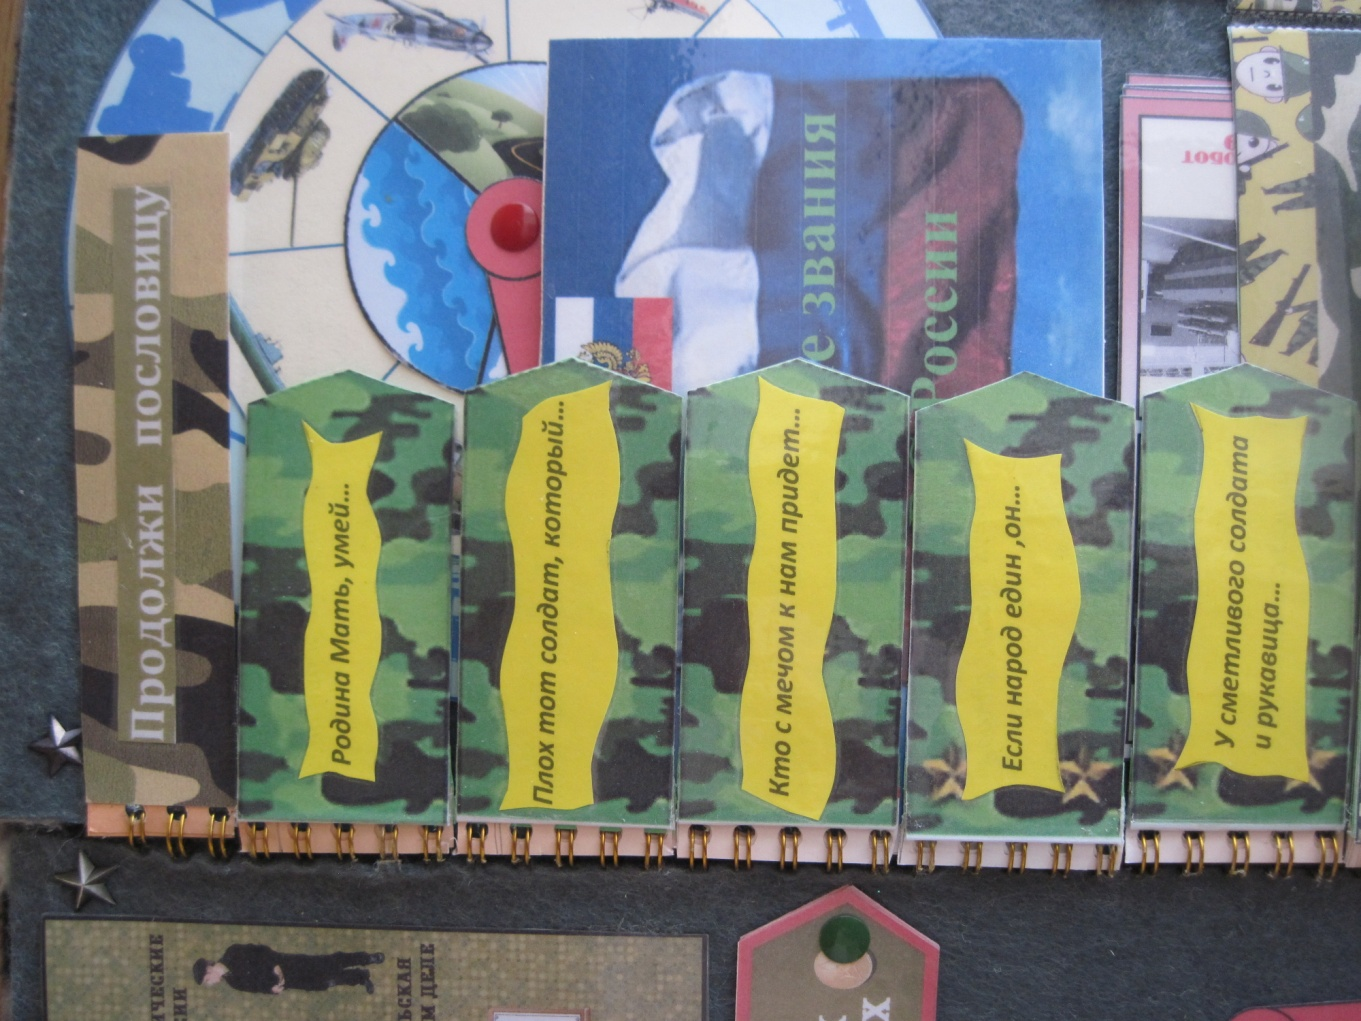 Продолжи пословицу
Родина Мать, умей...
Плох тот солдат, который...
Кто с мечом к нам придет...
Если народ един ,он...
У сметливого солдата
и рукавица...
звания
России